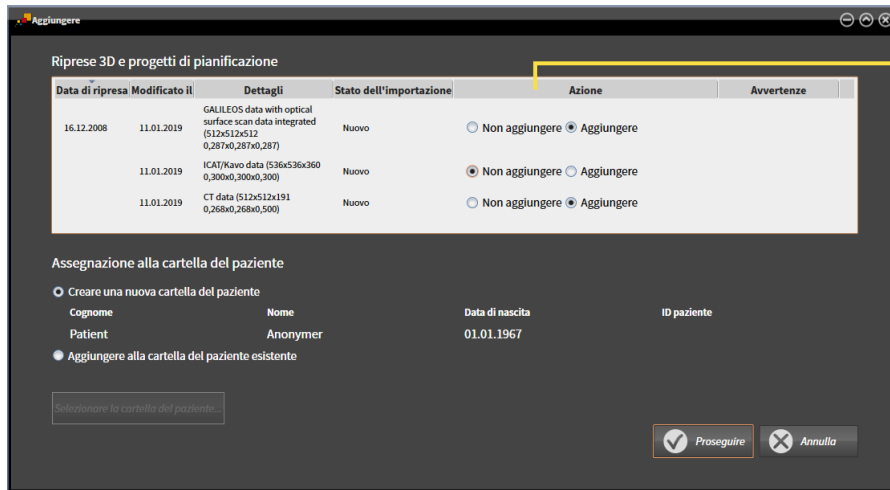 Aggiungere
Riprese 3D e progetti di pianificazione
Data di ripresa Modificato il Dettagli Stato dell'importazione Azione Avvertenze
GALILEOS data with optical
surface scan data integrated
(512x512x512
0,287x0,287x0,287)
16.12.2008 11.01.2019 Nuovo Non aggiungere Aggiungere
ICAT/Kavo data (536x536x360
0,300x0,300x0,300)
11.01.2019 Nuovo Non aggiungere Aggiungere
CT data (512x512x191
0,268x0,268x0,500)
11.01.2019 Nuovo Non aggiungere Aggiungere
Assegnazione alla cartella del paziente
Creare una nuova cartella del paziente
Cognome Nome Data di nascita ID paziente
Patient Anonymer 01.01.1967
Aggiungere alla cartella del paziente esistente
Selezionare la cartella del paziente...
Proseguire Annulla